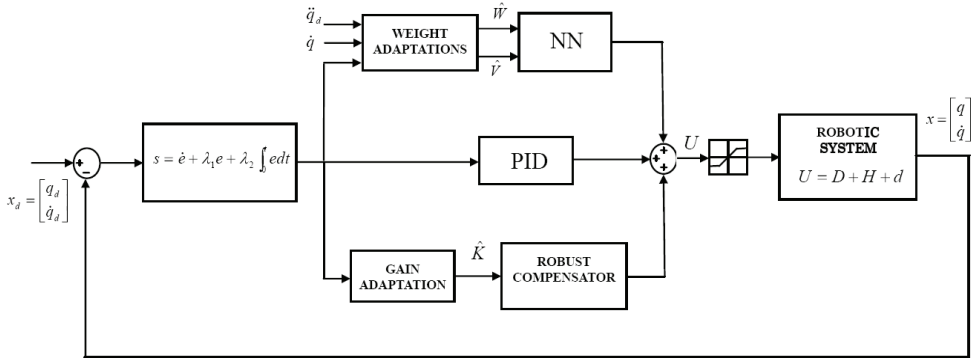 q̈_d
q̇
WEIGHT
ADAPTATIONS
Ŵ
V̂
NN
x_d = [q_d
q̇_d]
+
−
s = ė + λ₁e + λ₂ ∫₀ᵗ edt
PID
+
+
+
U
ROBOTIC
SYSTEM
U = D + H + d
x = [q
q̇]
GAIN
ADAPTATION
K̂
ROBUST
COMPENSATOR